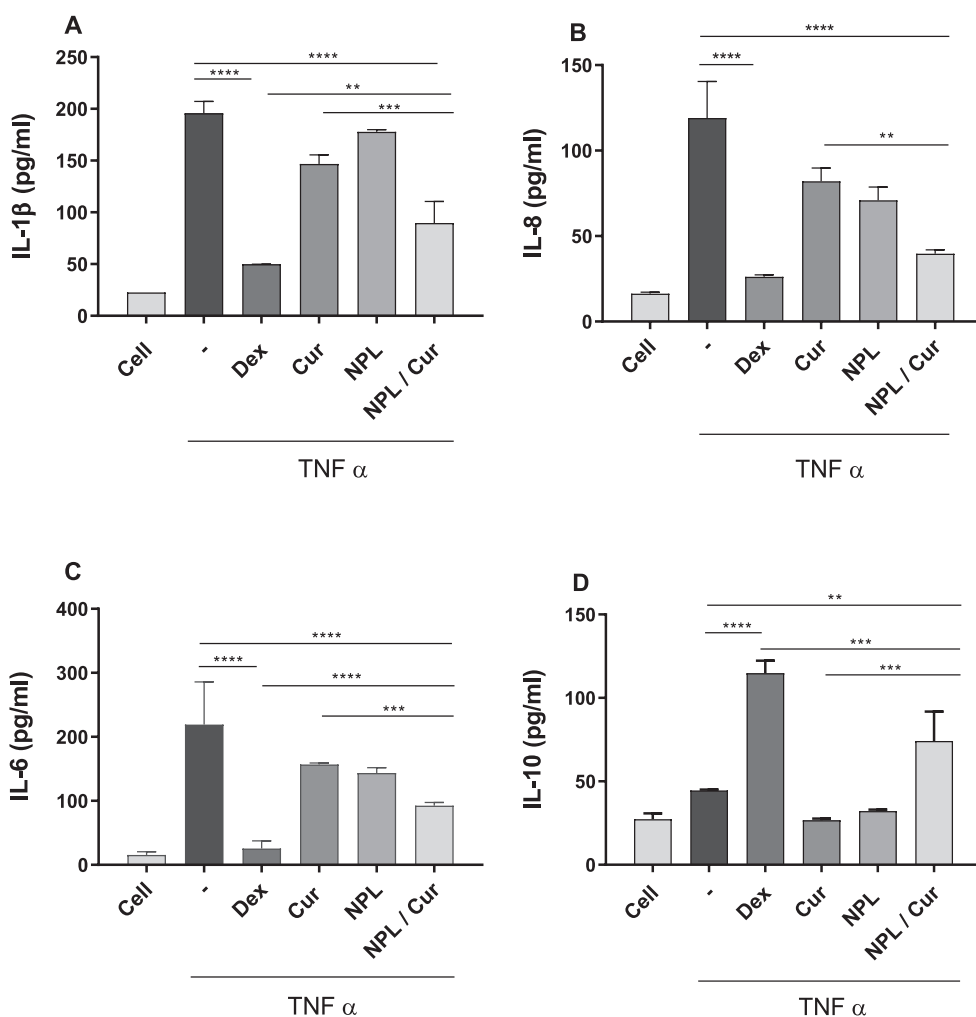 A
IL-1β (pg/ml)
250
200
150
100
50
0
****
****
**
***
Cell
-
Dex
Cur
NPL
NPL / Cur
TNF α
B
IL-8 (pg/ml)
150
100
50
0
****
****
**
Cell
-
Dex
Cur
NPL
NPL / Cur
TNF α
C
IL-6 (pg/ml)
400
300
200
100
0
****
****
****
***
Cell
-
Dex
Cur
NPL
NPL / Cur
TNF α
D
IL-10 (pg/ml)
150
100
50
0
**
****
***
***
Cell
-
Dex
Cur
NPL
NPL / Cur
TNF α